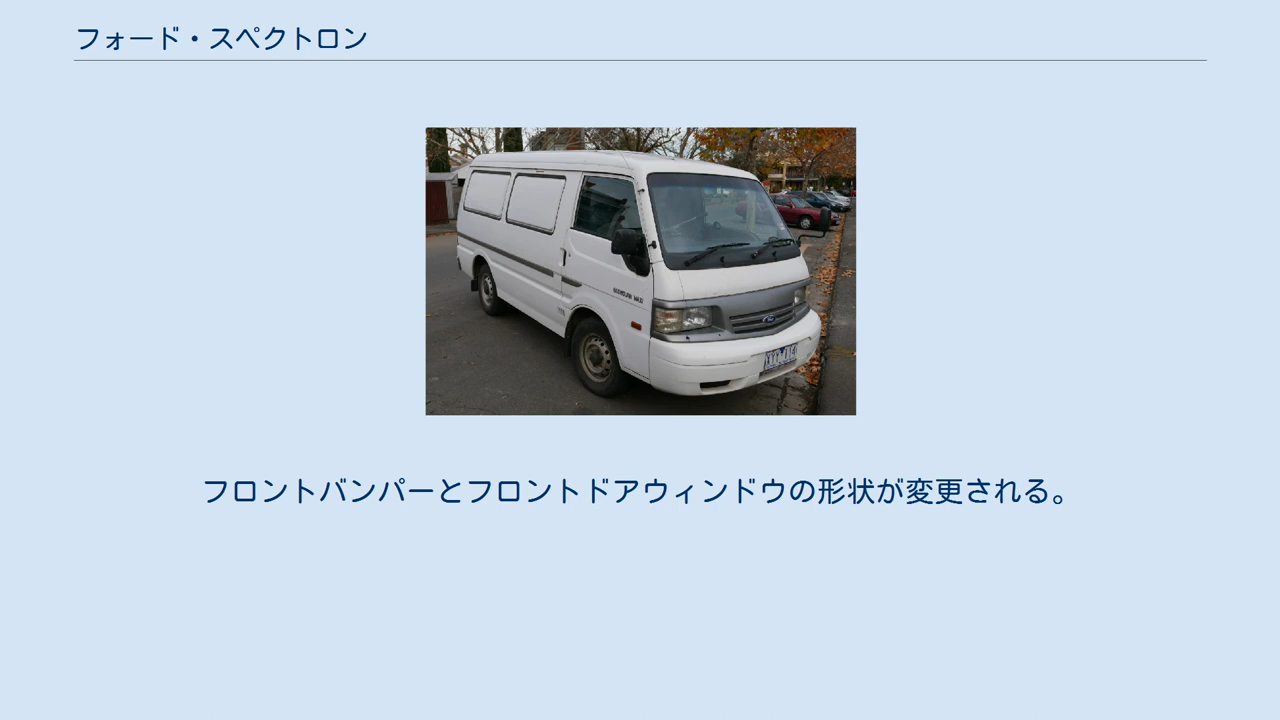 フォード・スペクトロン
Ford
フロントバンパーとフロントドアウィンドウの形状が変更される。